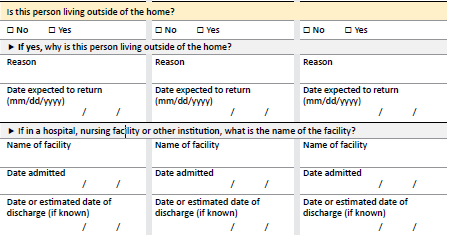 Is this person living outside of the home?
☐ No ☐ Yes ☐ No ☐ Yes ☐ No ☐ Yes
► If yes, why is this person living outside of the home?
Reason Reason Reason
Date expected to return Date expected to return Date expected to return
(mm/dd/yyyy) (mm/dd/yyyy) (mm/dd/yyyy)
/ / / / / /
► If in a hospital, nursing facility or other institution, what is the name of the facility?
Name of facility Name of facility Name of facility
Date admitted Date admitted Date admitted
/ / / / / /
Date or estimated date of Date or estimated date of Date or estimated date of
discharge (if known) discharge (if known) discharge (if known)
/ / / / / /